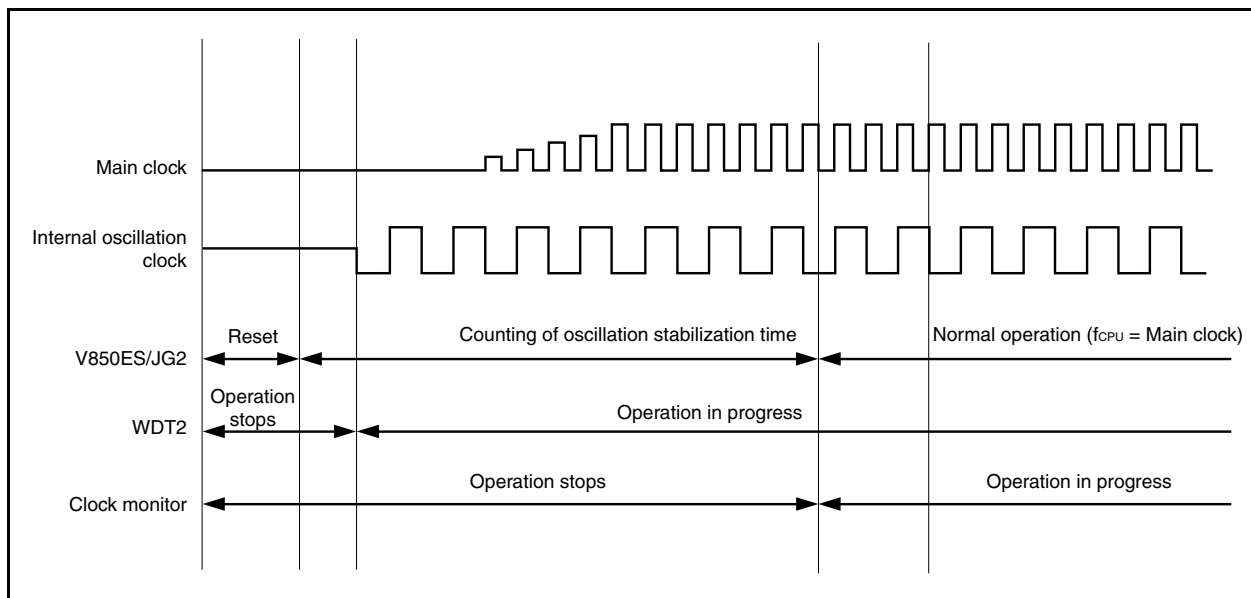 Main clock
Internal oscillation
clock
Reset
Counting of oscillation stabilization time
Normal operation (fCPU = Main clock)
V850ES/JG2
Operation
stops
Operation in progress
WDT2
Operation stops
Operation in progress
Clock monitor